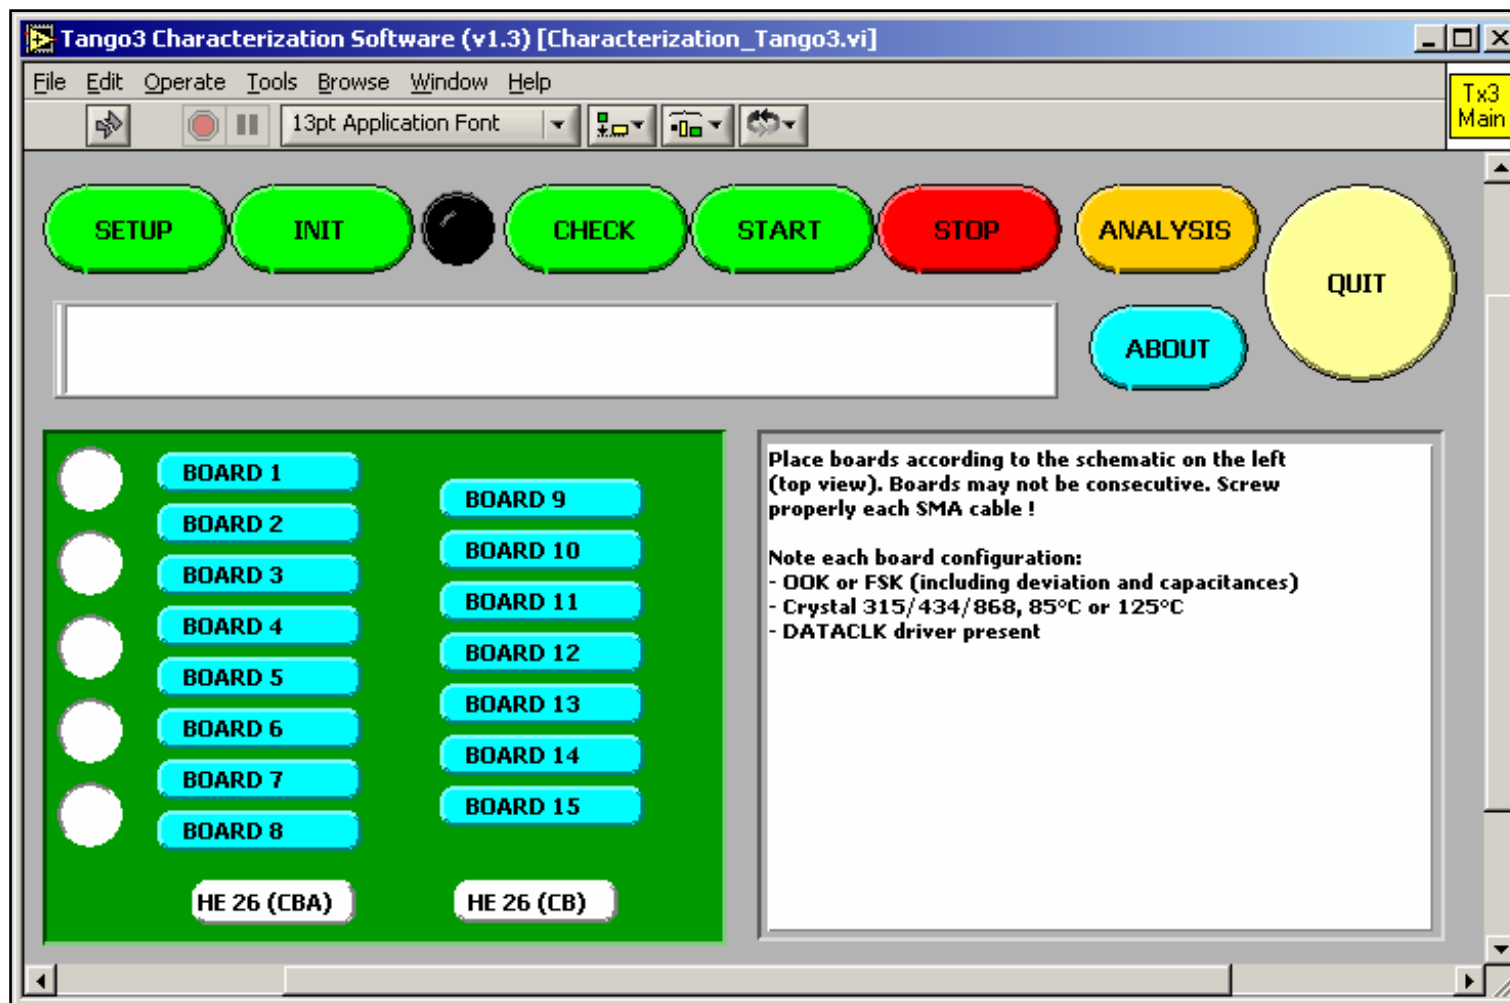 Tango3 Characterization Software (v1.3) [Characterization_Tango3.vi]
File Edit Operate Tools Browse Window Help
13pt Application Font
Tx3
Main
SETUP INIT CHECK START STOP ANALYSIS
QUIT
ABOUT
BOARD 1
BOARD 2
BOARD 3
BOARD 4
BOARD 5
BOARD 6
BOARD 7
BOARD 8
HE 26 (CBA)
BOARD 9
BOARD 10
BOARD 11
BOARD 12
BOARD 13
BOARD 14
BOARD 15
HE 26 (CB)
Place boards according to the schematic on the left
(top view). Boards may not be consecutive. Screw
properly each SMA cable !
Note each board configuration:
- OOK or FSK (including deviation and capacitances)
- Crystal 315/434/868, 85°C or 125°C
- DATACLK driver present